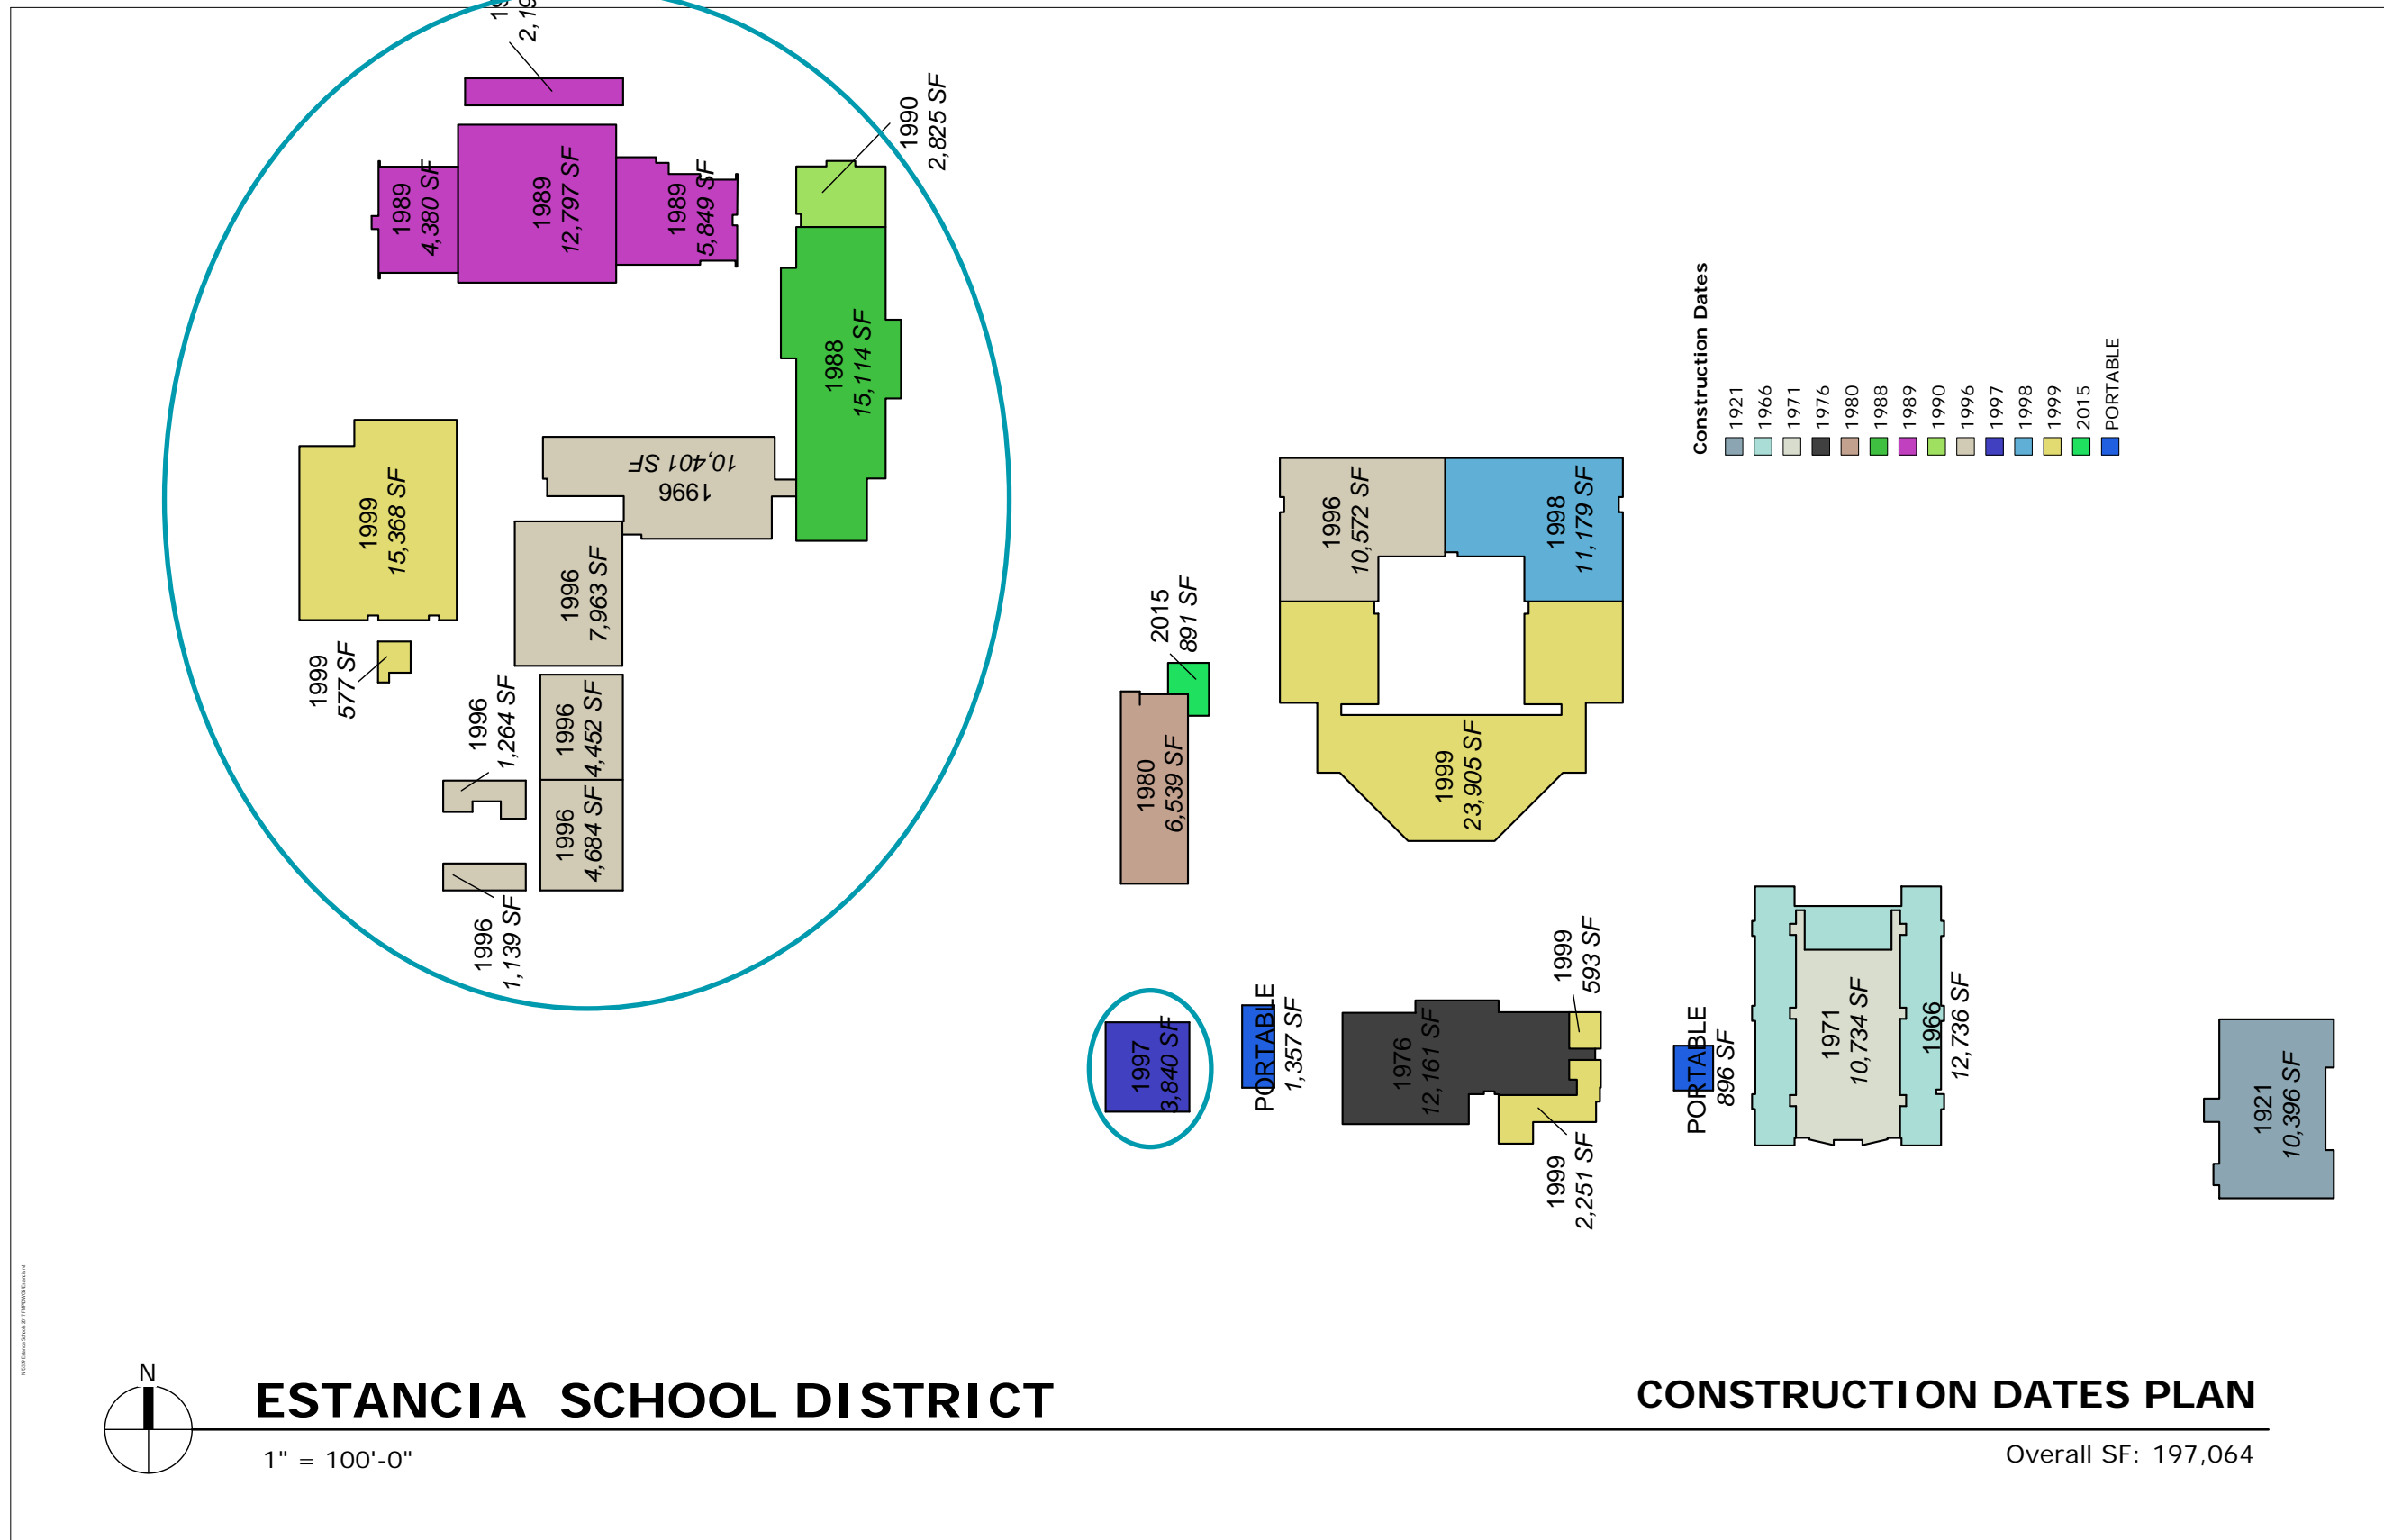 1989
4,380 SF
1989
12,797 SF
1989
5,849 SF
1990
2,825 SF
1988
15,114 SF
1999
15,368 SF
1996
10,401 SF
1996
7,963 SF
1999
577 SF
1996
1,264 SF
1996
4,452 SF
1996
4,684 SF
1996
1,139 SF
2015
891 SF
1980
6,539 SF
1996
10,572 SF
1998
11,179 SF
1999
23,905 SF
Construction Dates
1921
1966
1971
1976
1980
1988
1989
1990
1996
1997
1998
1999
2015
PORTABLE
1997
3,840 SF
PORTABLE
1,357 SF
1976
12,161 SF
1999
593 SF
1999
2,251 SF
PORTABLE
896 SF
1971
10,734 SF
1966
12,736 SF
1921
10,396 SF
N
ESTANCIA SCHOOL DISTRICT
1" = 100'-0"
CONSTRUCTION DATES PLAN
Overall SF: 197,064